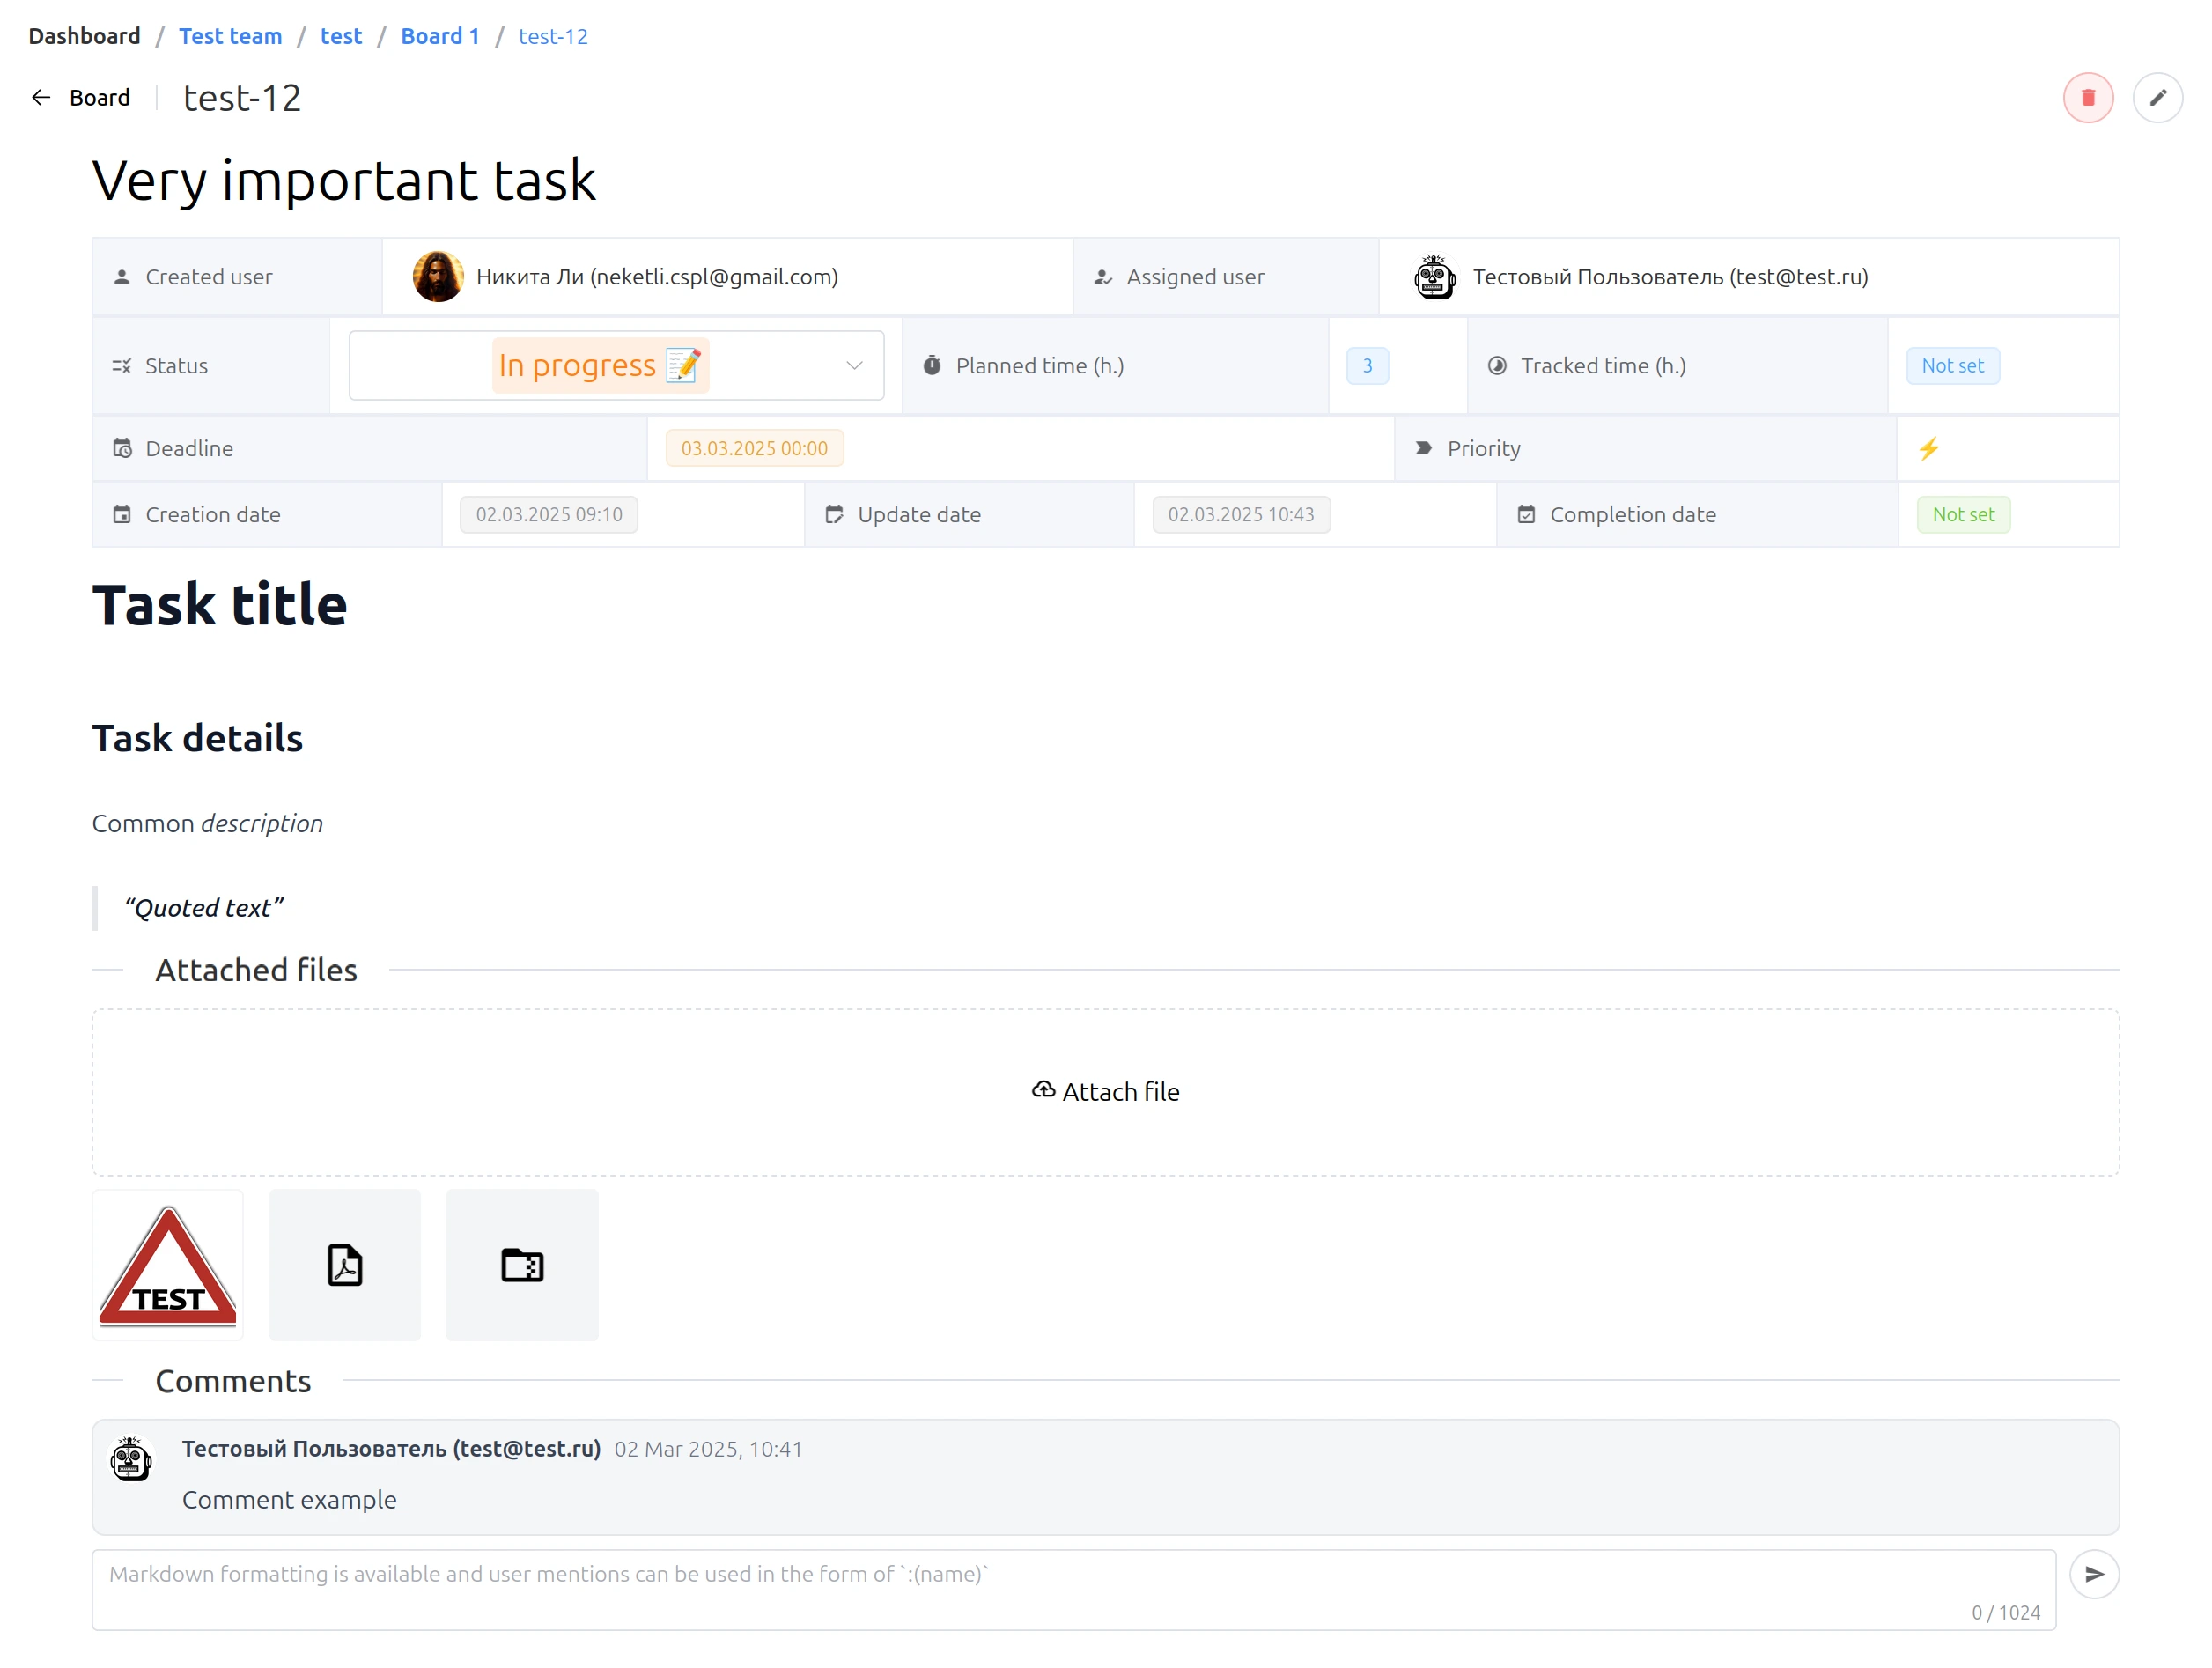 Dashboard / Test team / test / Board 1 / test-12
← Board test-12
Very important task
Created user Никита Ли (neketli.cspl@gmail.com) Assigned user Тестовый Пользователь (test@test.ru)
Status In progress 📝 Planned time (h.) 3 Tracked time (h.) Not set
Deadline 03.03.2025 00:00 Priority ⚡
Creation date 02.03.2025 09:10 Update date 02.03.2025 10:43 Completion date Not set
Task title
Task details
Common description
“Quoted text”
Attached files
Attach file
TEST
Comments
Тестовый Пользователь (test@test.ru) 02 Mar 2025, 10:41
Comment example
Markdown formatting is available and user mentions can be used in the form of `:(name)`
0 / 1024